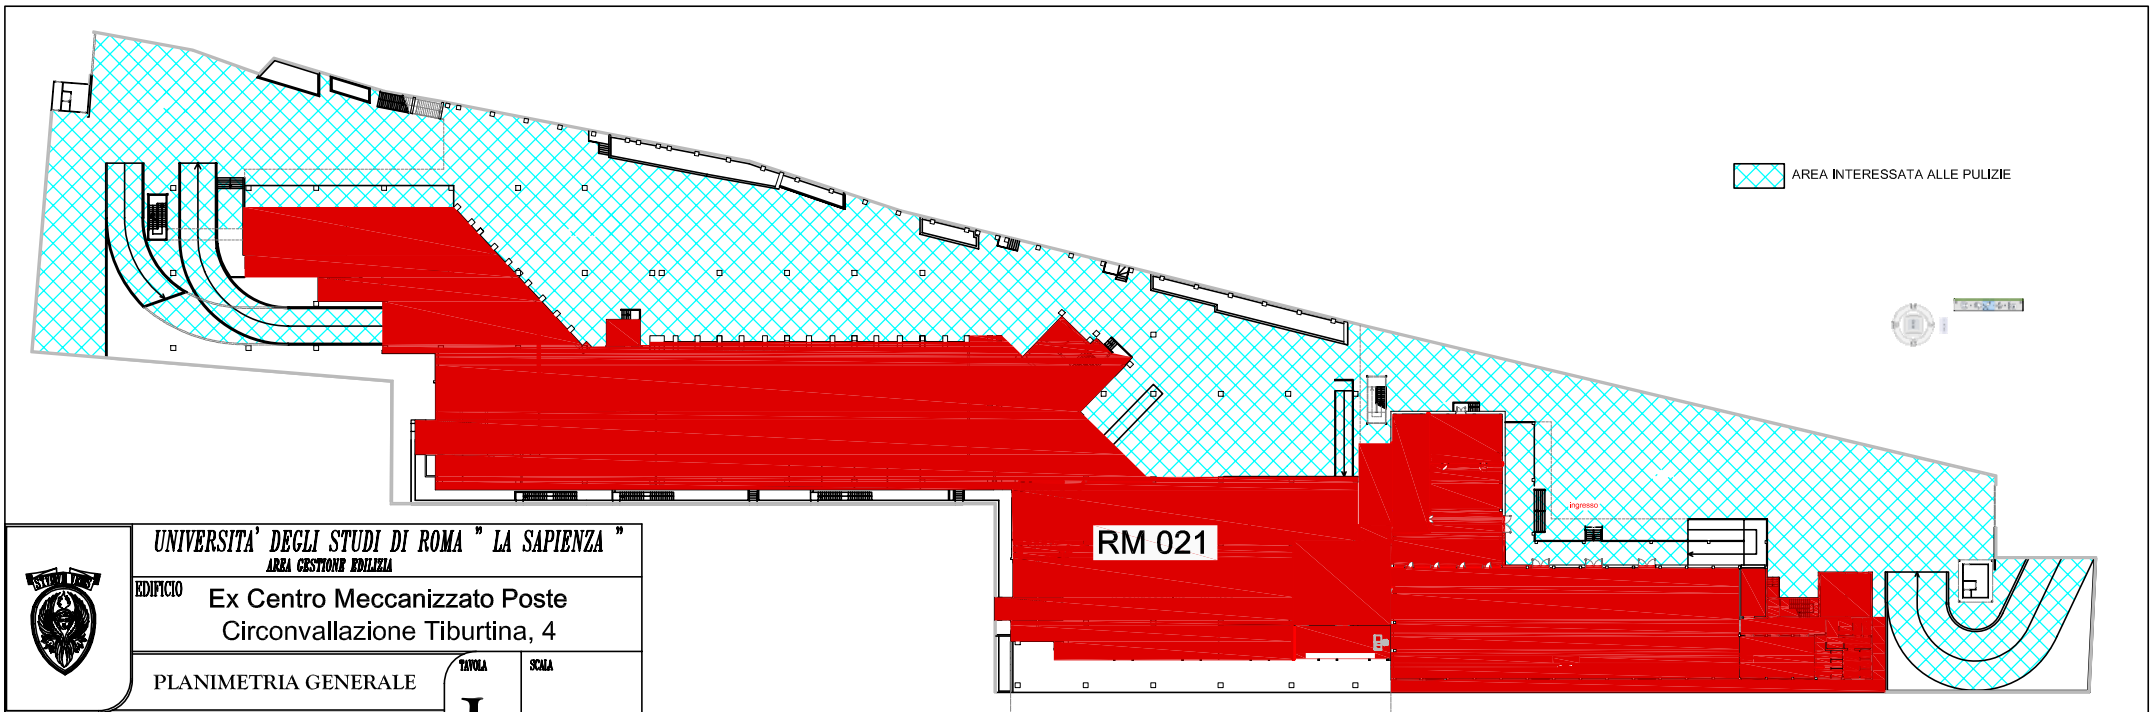 AREA INTERESSATA ALLE PULIZIE
ingresso
RM 021
UNIVERSITA' DEGLI STUDI DI ROMA " LA SAPIENZA "
AREA GESTIONE EDILIZIA
EDIFICIO
Ex Centro Meccanizzato Poste
Circonvallazione Tiburtina, 4
PLANIMETRIA GENERALE
TAVOLA
SCALA